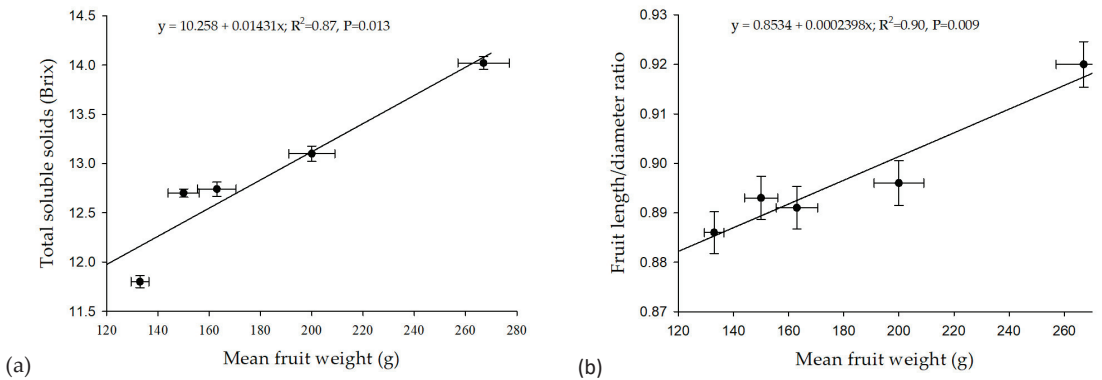 y = 10.258 + 0.01431x; R²=0.87, P=0.013
14.5
14.0
13.5
13.0
12.5
12.0
11.5
Total soluble solids (Brix)
120 140 160 180 200 220 240 260 280
Mean fruit weight (g)
(a)
y = 0.8534 + 0.0002398x; R²=0.90, P=0.009
0.93
0.92
0.91
0.90
0.89
0.88
0.87
Fruit length/diameter ratio
120 140 160 180 200 220 240 260
Mean fruit weight (g)
(b)